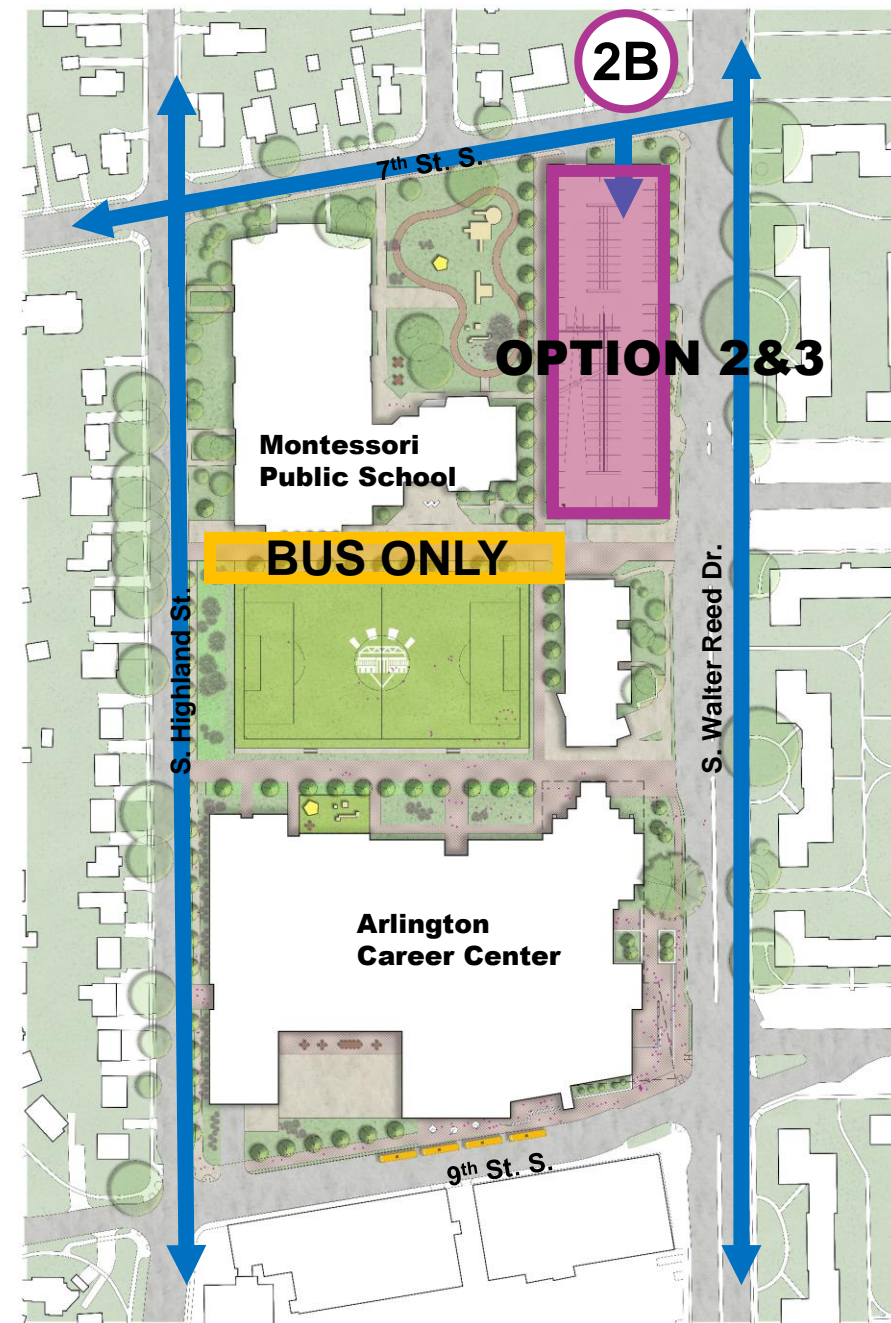 2B
7th St. S.
OPTION 2&3
Montessori
Public School
BUS ONLY
S. Highland St.
S. Walter Reed Dr.
Arlington
Career Center
9th St. S.